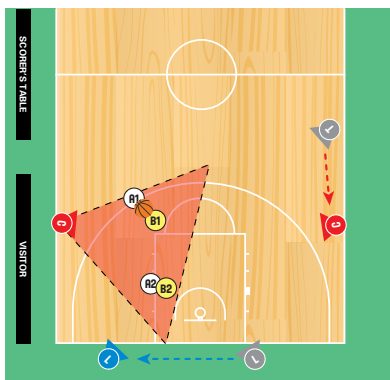 SCORER'S TABLE
T
A1
B1
C
C
VISITOR
A2
B2
L
L